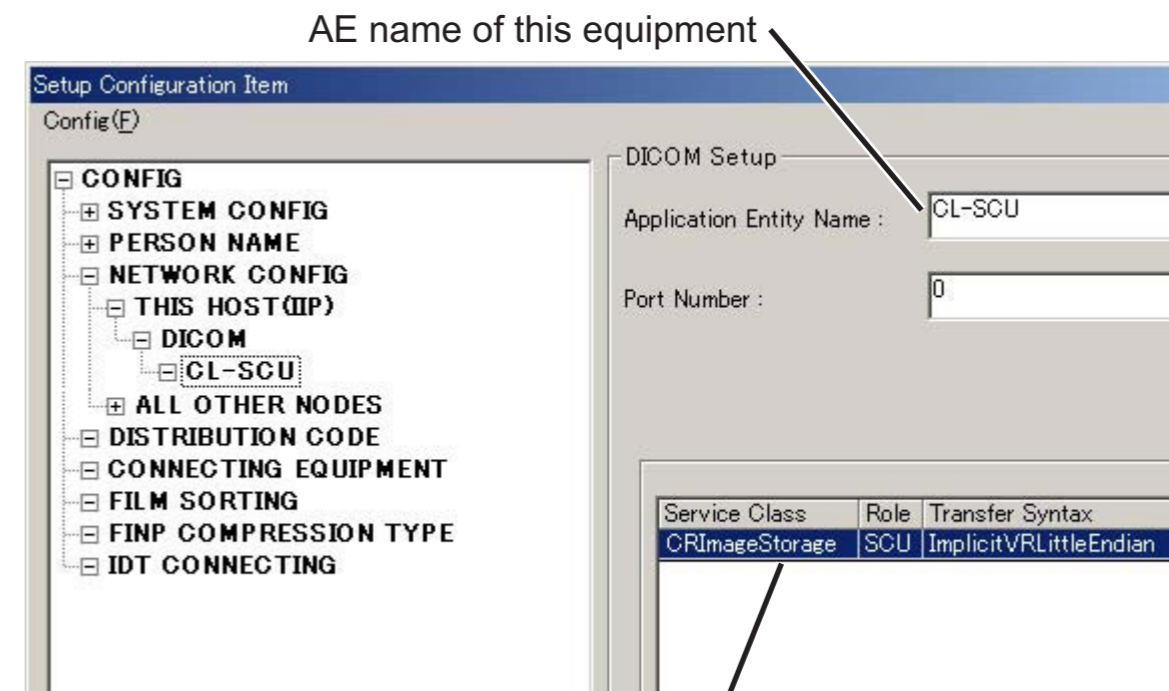 AE name of this equipment
Setup Configuration Item
Config(F)
CONFIG
SYSTEM CONFIG
PERSON NAME
NETWORK CONFIG
THIS HOST(IIP)
DICOM
CL-SCU
ALL OTHER NODES
DISTRIBUTION CODE
CONNECTING EQUIPMENT
FILM SORTING
FINP COMPRESSION TYPE
IDT CONNECTING
DICOM Setup
Application Entity Name : CL-SCU
Port Number : 0
Service Class Role Transfer Syntax
CRImageStorage SCU ImplicitVRLittleEndian